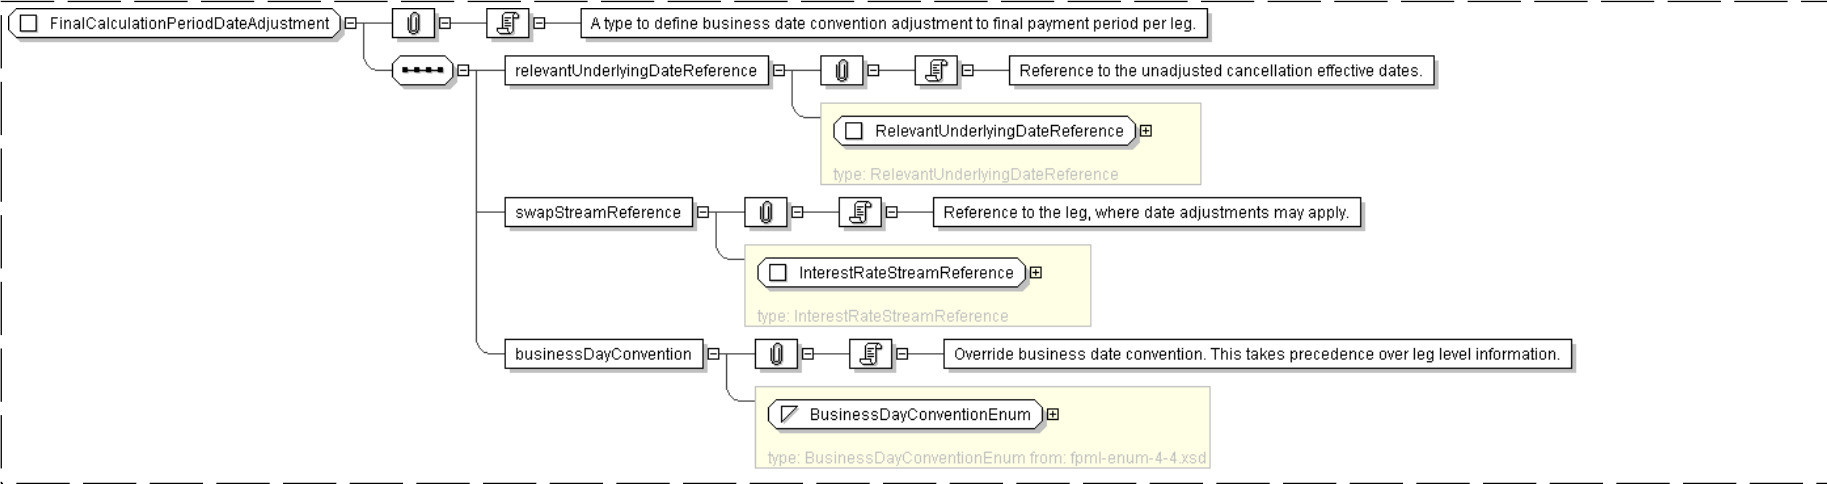 FinalCalculationPeriodDateAdjustment
A type to define business date convention adjustment to final payment period per leg.
relevantUnderlyingDateReference
Reference to the unadjusted cancellation effective dates.
RelevantUnderlyingDateReference
type: RelevantUnderlyingDateReference
swapStreamReference
Reference to the leg, where date adjustments may apply.
InterestRateStreamReference
type: InterestRateStreamReference
businessDayConvention
Override business date convention. This takes precedence over leg level information.
BusinessDayConventionEnum
type: BusinessDayConventionEnum from: fpml-enum-4-4.xsd